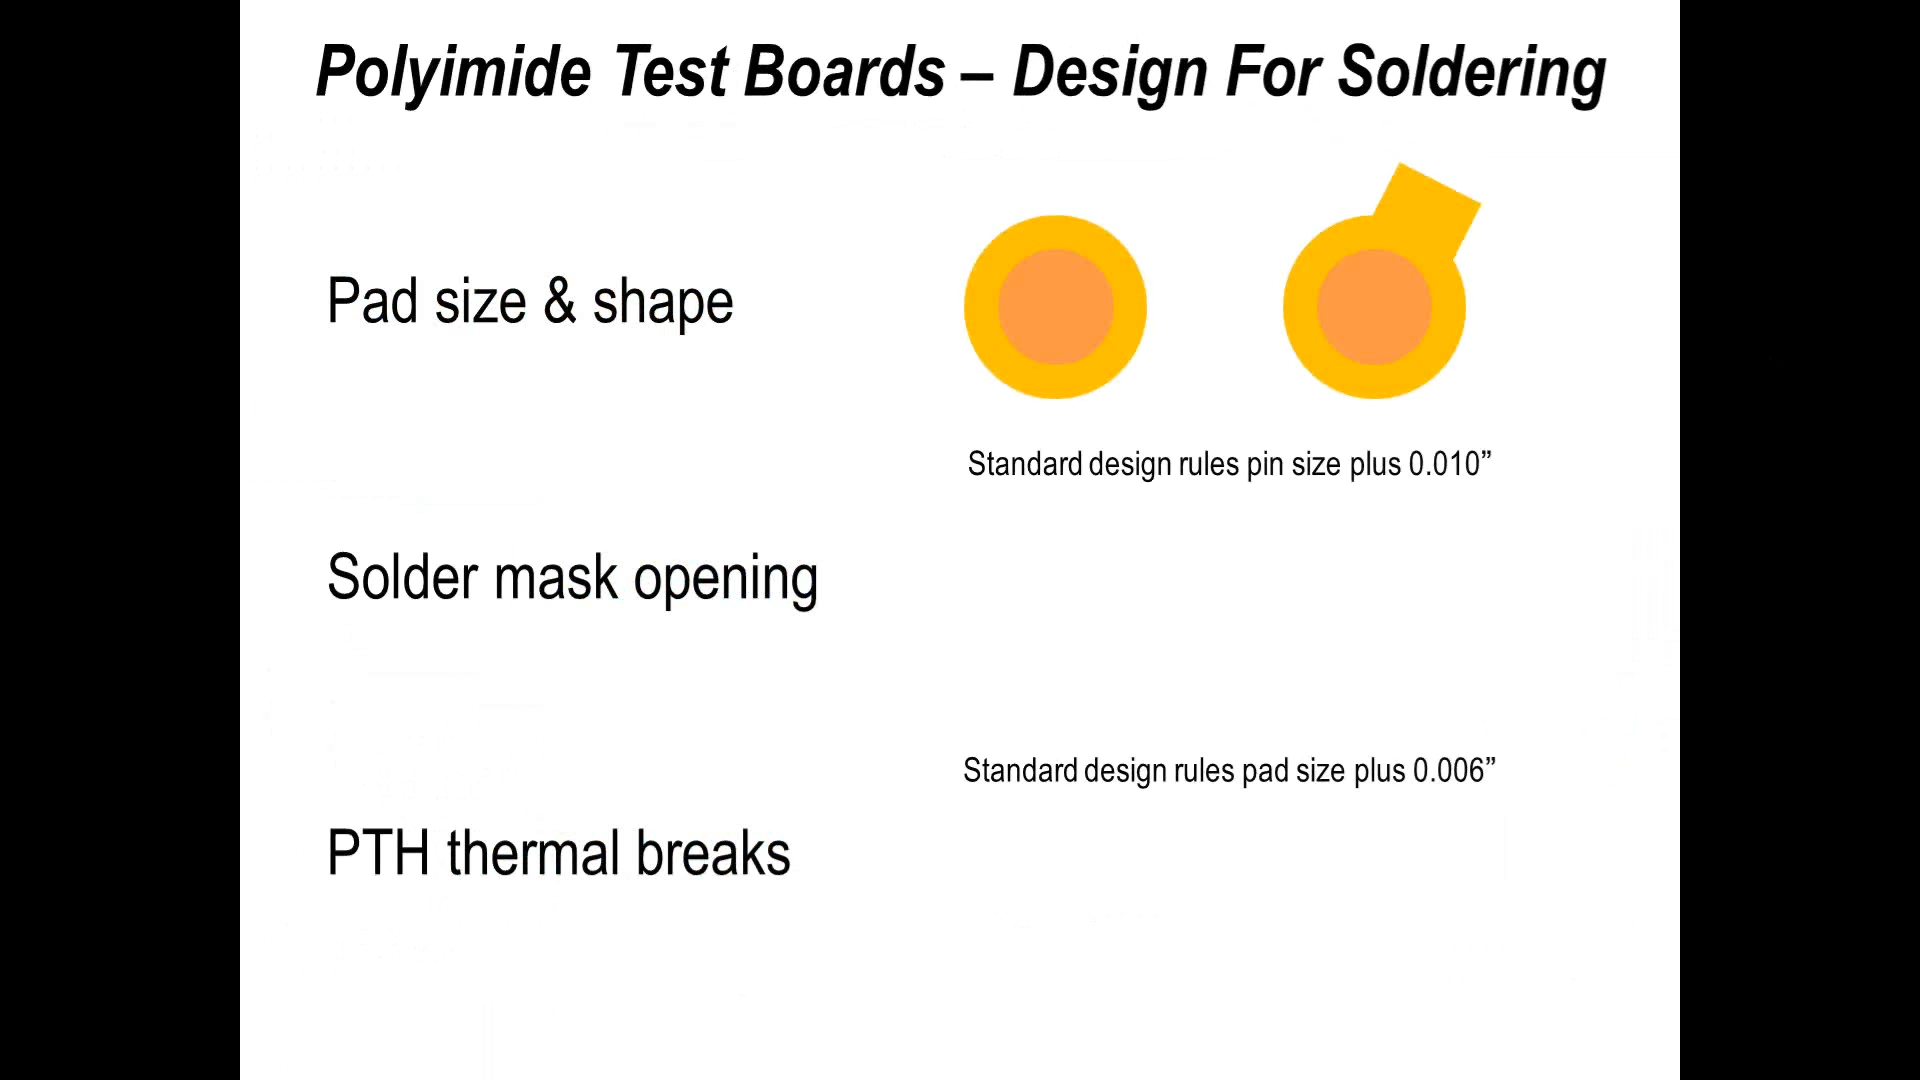 Polyimide Test Boards – Design For Soldering
Pad size & shape
Standard design rules pin size plus 0.010”
Solder mask opening
Standard design rules pad size plus 0.006”
PTH thermal breaks